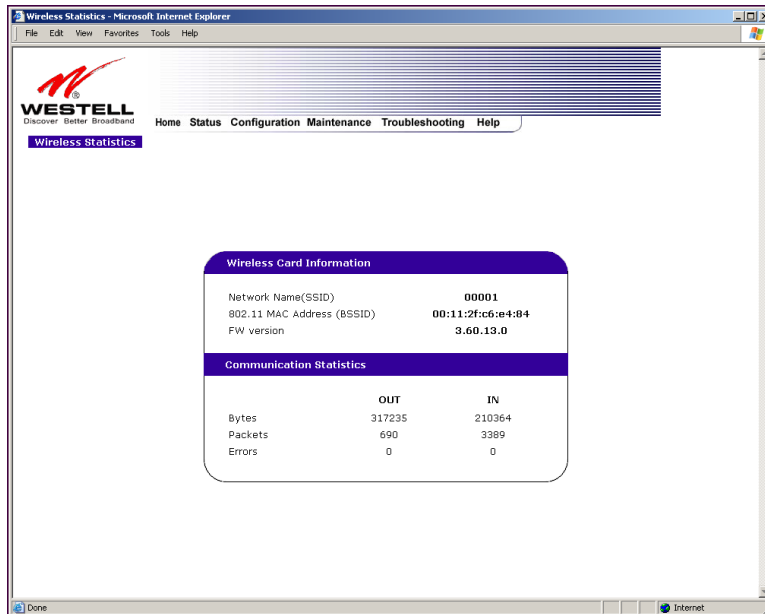 Wireless Statistics - Microsoft Internet Explorer
File Edit View Favorites Tools Help
®
WESTELL
Discover Better Broadband
Home Status Configuration Maintenance Troubleshooting Help
Wireless Statistics
Wireless Card Information
Network Name(SSID) 00001
802.11 MAC Address (BSSID) 00:11:2f:c6:e4:84
FW version 3.60.13.0
Communication Statistics
OUT IN
Bytes 317235 210364
Packets 690 3389
Errors 0 0
Done Internet